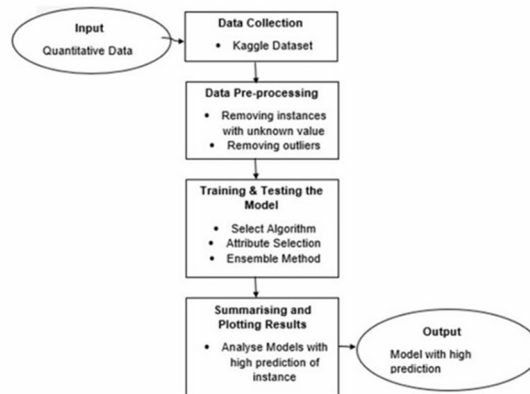 Input
Quantitative Data
Data Collection
• Kaggle Dataset
Data Pre-processing
• Removing instances
with unknown value
• Removing outliers
Training & Testing the
Model
• Select Algorithm
• Attribute Selection
• Ensemble Method
Summarising and
Plotting Results
• Analyse Models with
high prediction of
instance
Output
Model with high
prediction